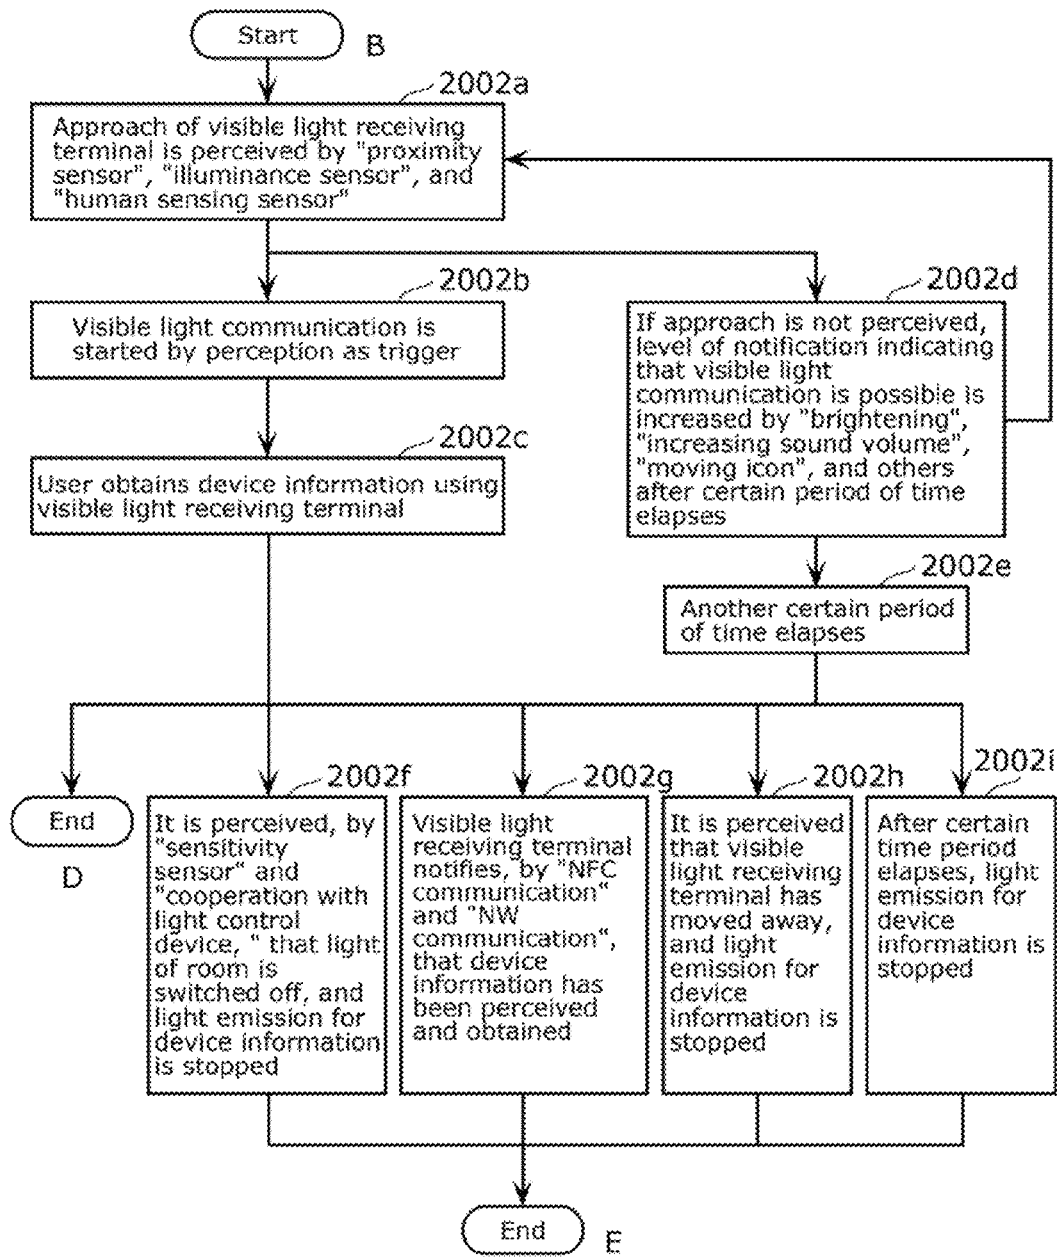 Start
B
2002a
Approach of visible light receiving
terminal is perceived by "proximity
sensor", "illuminance sensor", and
"human sensing sensor"
2002b
Visible light communication is
started by perception as trigger
2002d
If approach is not perceived,
level of notification indicating
that visible light
communication is possible is
increased by "brightening",
"increasing sound volume",
"moving icon", and others
after certain period of time
elapses
2002c
User obtains device information using
visible light receiving terminal
2002e
Another certain period
of time elapses
End
D
2002f
It is perceived, by
"sensitivity
sensor" and
"cooperation with
light control
device, " that light
of room is
switched off, and
light emission for
device information
is stopped
2002g
Visible light
receiving terminal
notifies, by "NFC
communication"
and "NW
communication",
that device
information has
been perceived
and obtained
2002h
It is perceived
that visible
light receiving
terminal has
moved away,
and light
emission for
device
information is
stopped
2002i
After certain
time period
elapses, light
emission for
device
information is
stopped
End
E